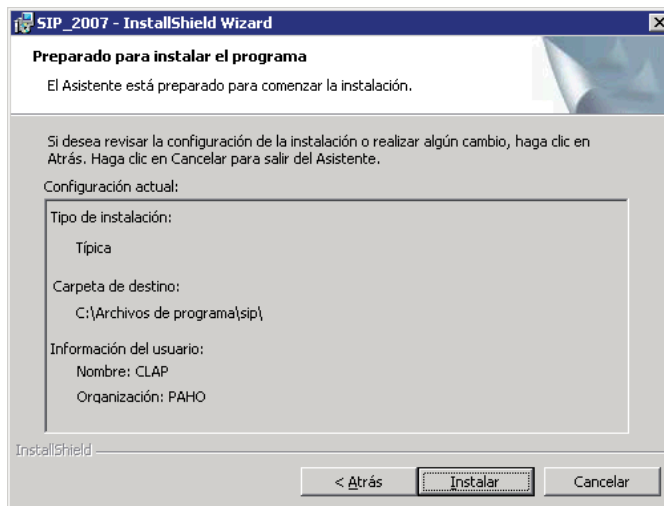 SIP_2007 - InstallShield Wizard
Preparado para instalar el programa
El Asistente está preparado para comenzar la instalación.
Si desea revisar la configuración de la instalación o realizar algún cambio, haga clic en
Atrás. Haga clic en Cancelar para salir del Asistente.
Configuración actual:
Tipo de instalación:
Típica
Carpeta de destino:
C:\Archivos de programa\sip\
Información del usuario:
Nombre: CLAP
Organización: PAHO
InstallShield
< Atrás Instalar Cancelar